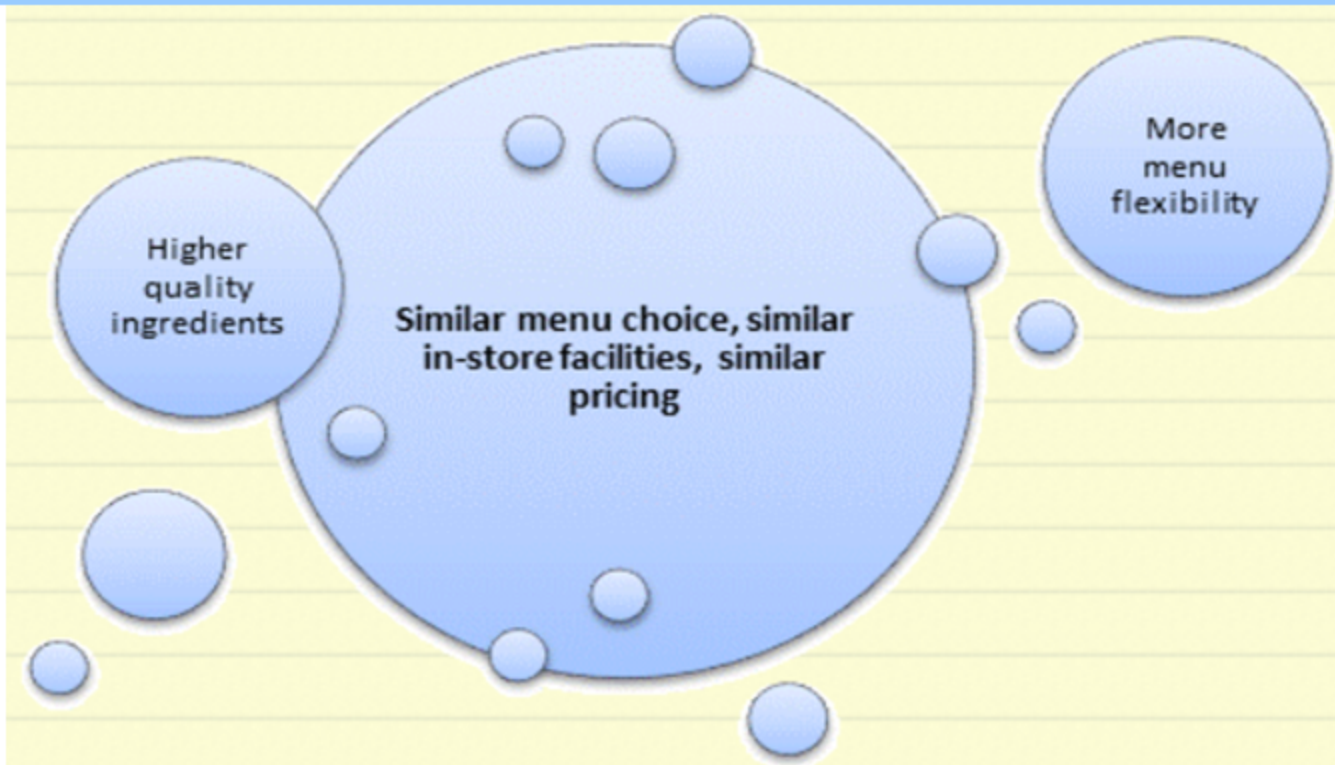 Higher
quality
ingredients
Similar menu choice, similar
in-store facilities, similar
pricing
More
menu
flexibility